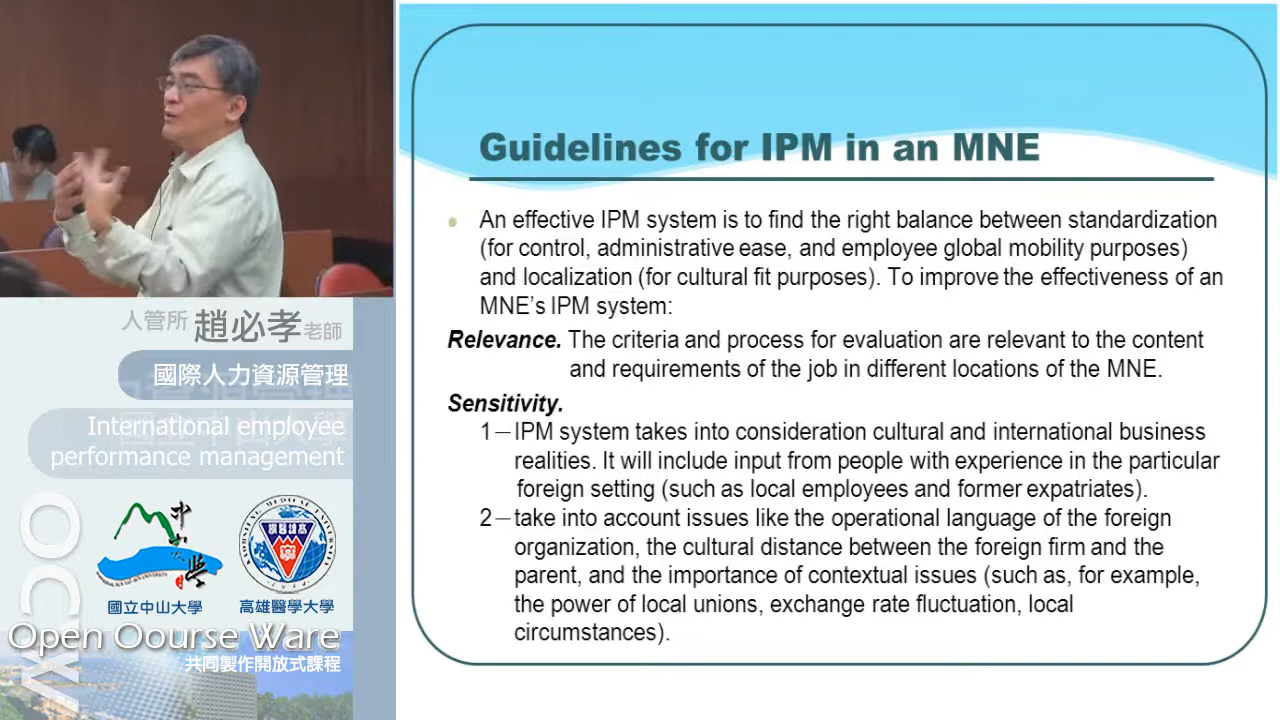 Guidelines for IPM in an MNE
An effective IPM system is to find the right balance between standardization
(for control, administrative ease, and employee global mobility purposes)
and localization (for cultural fit purposes). To improve the effectiveness of an
MNE's IPM system:
Relevance. The criteria and process for evaluation are relevant to the content
and requirements of the job in different locations of the MNE.
Sensitivity.
1—IPM system takes into consideration cultural and international business
realities. It will include input from people with experience in the particular
foreign setting (such as local employees and former expatriates).
2—take into account issues like the operational language of the foreign
organization, the cultural distance between the foreign firm and the
parent, and the importance of contextual issues (such as, for example,
the power of local unions, exchange rate fluctuation, local
circumstances).
人管所 趙必孝老師
國際人力資源管理
International employee
performance management
中山大學
國立中山大學
高雄醫學大學
OCW
Open Oourse Ware
共同製作開放式課程